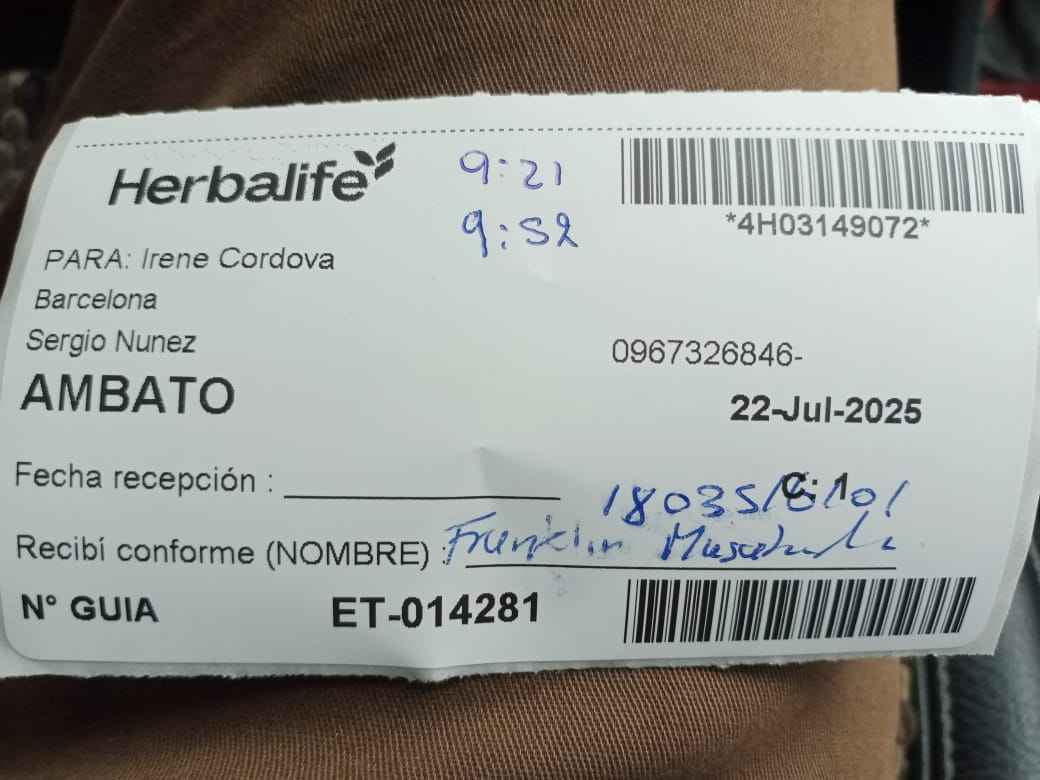 Herbalife
9:21
9:52
*4H03149072*
PARA: Irene Cordova
Barcelona
Sergio Nunez
0967326846-
AMBATO
22-Jul-2025
Fecha recepción :
C: 1
Recibí conforme (NOMBRE) : Franklin
N° GUIA ET-014281